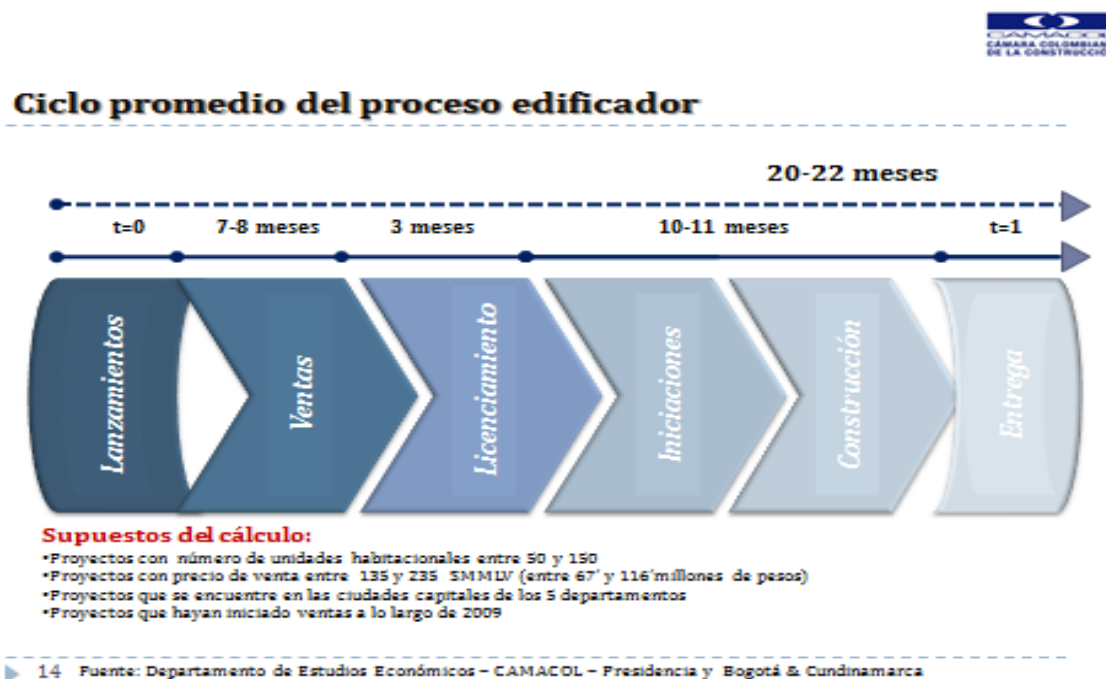 CAMACOL
CÁMARA COLOMBIANA
DE LA CONSTRUCCIÓ
Ciclo promedio del proceso edificador
20-22 meses
t=0 7-8 meses 3 meses 10-11 meses t=1
Lanzamientos
Ventas
Licenciamiento
Iniciaciones
Construcción
Entrega
Supuestos del cálculo:
•Proyectos con número de unidades habitacionales entre 50 y 150
•Proyectos con precio de venta entre 135 y 235 SMMLV (entre 67´ y 116´millones de pesos)
•Proyectos que se encuentre en las ciudades capitales de los 5 departamentos
•Proyectos que hayan iniciado ventas a lo largo de 2009
14 Fuente: Departamento de Estudios Económicos – CAMACOL – Presidencia y Bogotá & Cundinamarca